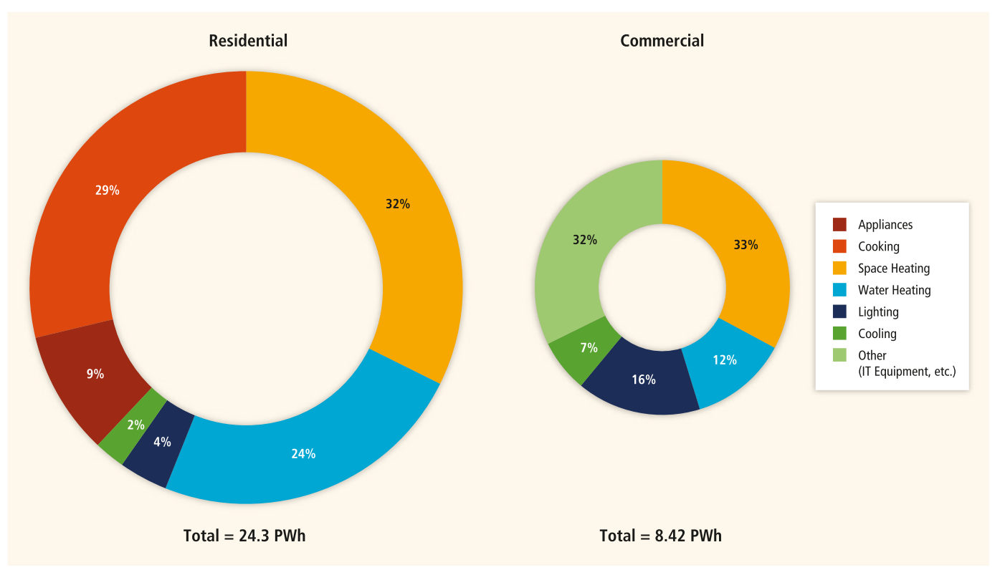 Residential
29%
32%
9%
2%
4%
24%
Total = 24.3 PWh
Commercial
32%
33%
7%
12%
16%
Total = 8.42 PWh
Appliances
Cooking
Space Heating
Water Heating
Lighting
Cooling
Other
(IT Equipment, etc.)